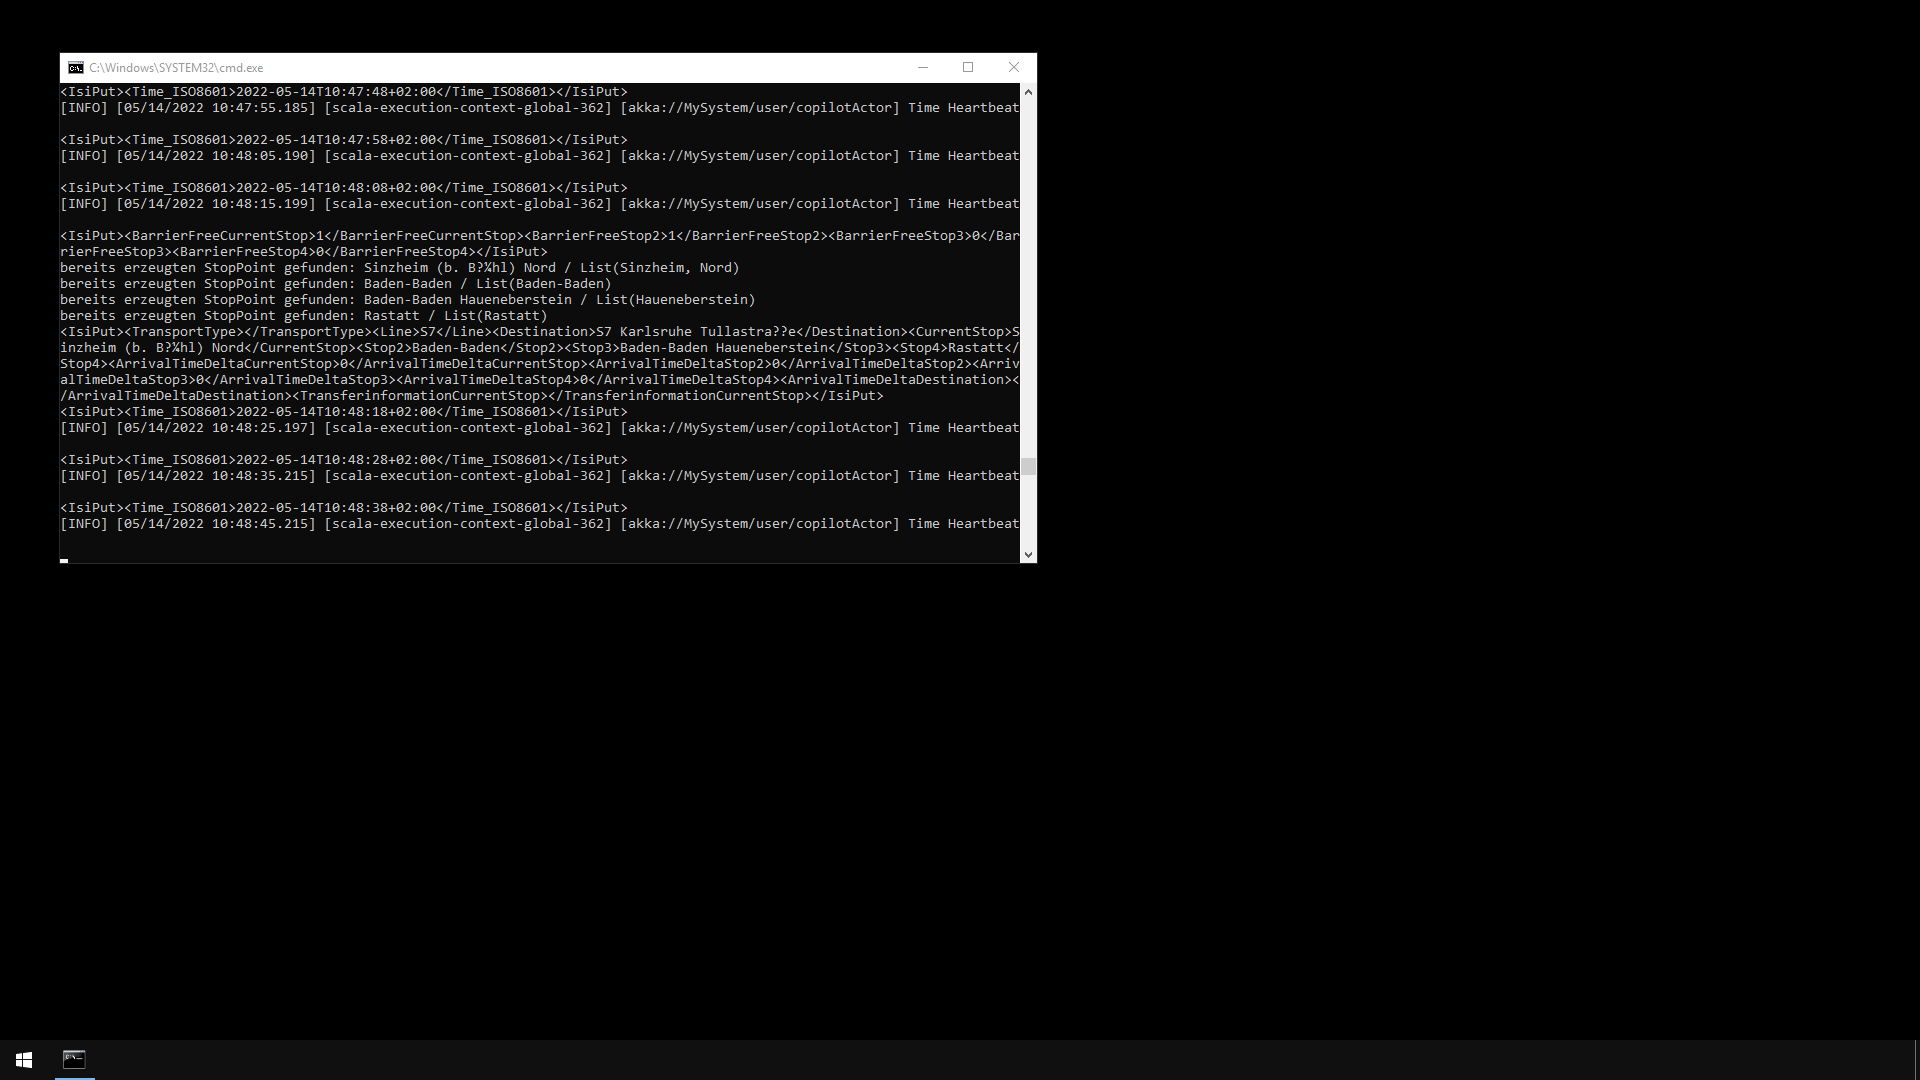 C:\Windows\SYSTEM32\cmd.exe
<IsiPut><Time_ISO8601>2022-05-14T10:47:48+02:00</Time_ISO8601></IsiPut>
[INFO] [05/14/2022 10:47:55.185] [scala-execution-context-global-362] [akka://MySystem/user/copilotActor] Time Heartbeat
<IsiPut><Time_ISO8601>2022-05-14T10:47:58+02:00</Time_ISO8601></IsiPut>
[INFO] [05/14/2022 10:48:05.190] [scala-execution-context-global-362] [akka://MySystem/user/copilotActor] Time Heartbeat
<IsiPut><Time_ISO8601>2022-05-14T10:48:08+02:00</Time_ISO8601></IsiPut>
[INFO] [05/14/2022 10:48:15.199] [scala-execution-context-global-362] [akka://MySystem/user/copilotActor] Time Heartbeat
<IsiPut><BarrierFreeCurrentStop>1</BarrierFreeCurrentStop><BarrierFreeStop2>1</BarrierFreeStop2><BarrierFreeStop3>0</Bar
rierFreeStop3><BarrierFreeStop4>0</BarrierFreeStop4></IsiPut>
bereits erzeugten StopPoint gefunden: Sinzheim (b. B?¾hl) Nord / List(Sinzheim, Nord)
bereits erzeugten StopPoint gefunden: Baden-Baden / List(Baden-Baden)
bereits erzeugten StopPoint gefunden: Baden-Baden Haueneberstein / List(Haueneberstein)
bereits erzeugten StopPoint gefunden: Rastatt / List(Rastatt)
<IsiPut><TransportType></TransportType><Line>S7</Line><Destination>S7 Karlsruhe Tullastra??e</Destination><CurrentStop>S
inzheim (b. B?¾hl) Nord</CurrentStop><Stop2>Baden-Baden</Stop2><Stop3>Baden-Baden Haueneberstein</Stop3><Stop4>Rastatt</
Stop4><ArrivalTimeDeltaCurrentStop>0</ArrivalTimeDeltaCurrentStop><ArrivalTimeDeltaStop2>0</ArrivalTimeDeltaStop2><Arriv
alTimeDeltaStop3>0</ArrivalTimeDeltaStop3><ArrivalTimeDeltaStop4>0</ArrivalTimeDeltaStop4><ArrivalTimeDeltaDestination><
/ArrivalTimeDeltaDestination><TransferinformationCurrentStop></TransferinformationCurrentStop></IsiPut>
<IsiPut><Time_ISO8601>2022-05-14T10:48:18+02:00</Time_ISO8601></IsiPut>
[INFO] [05/14/2022 10:48:25.197] [scala-execution-context-global-362] [akka://MySystem/user/copilotActor] Time Heartbeat
<IsiPut><Time_ISO8601>2022-05-14T10:48:28+02:00</Time_ISO8601></IsiPut>
[INFO] [05/14/2022 10:48:35.215] [scala-execution-context-global-362] [akka://MySystem/user/copilotActor] Time Heartbeat
<IsiPut><Time_ISO8601>2022-05-14T10:48:38+02:00</Time_ISO8601></IsiPut>
[INFO] [05/14/2022 10:48:45.215] [scala-execution-context-global-362] [akka://MySystem/user/copilotActor] Time Heartbeat